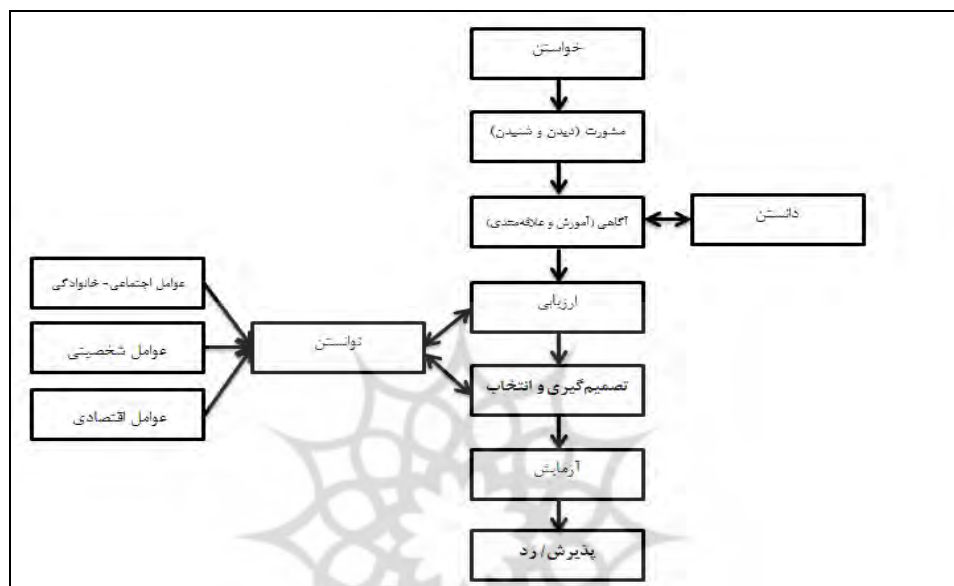 خواستن
مشورت (دیدن و شنیدن)
آگاهی (آموزش و علاقه‌مندی)
دانستن
ارزیابی
عوامل اجتماعی- خانوادگی
توانستن
عوامل شخصیتی
تصمیم‌گیری و انتخاب
عوامل اقتصادی
آزمایش
پذیرش/ رد